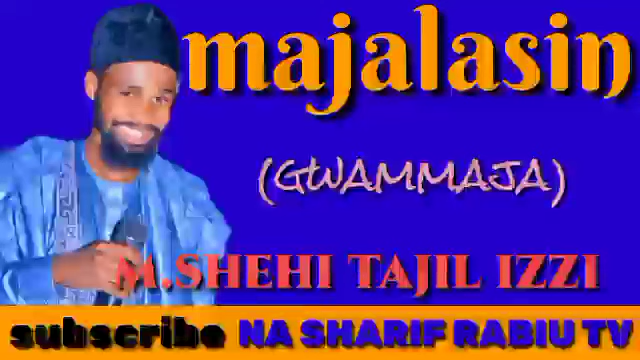 majalasin
(GWAMMAJA)
M.SHEHI TAJIL IZZI
subscribe NA SHARIF RABIU TV